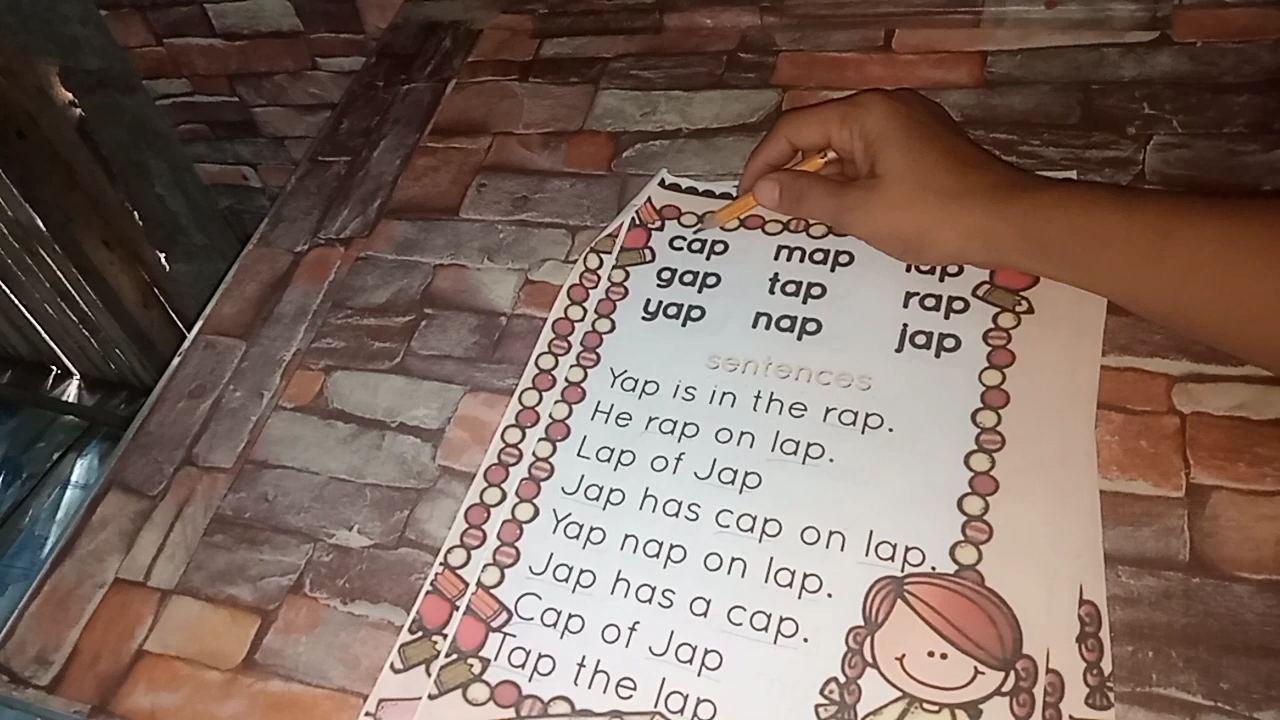 cap map lap
gap tap rap
yap nap jap
sentences
Yap is in the rap.
He rap on lap.
Lap of Jap
Jap has cap on lap.
Yap nap on lap.
Jap has a cap.
Cap of Jap
Tap the lap